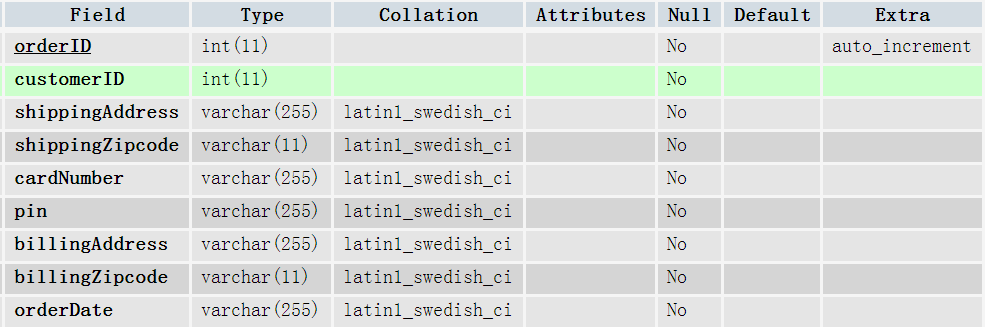 Field Type Collation Attributes Null Default Extra
orderID int(11) No auto_increment
customerID int(11) No
shippingAddress varchar(255) latin1_swedish_ci No
shippingZipcode varchar(11) latin1_swedish_ci No
cardNumber varchar(255) latin1_swedish_ci No
pin varchar(255) latin1_swedish_ci No
billingAddress varchar(255) latin1_swedish_ci No
billingZipcode varchar(11) latin1_swedish_ci No
orderDate varchar(255) latin1_swedish_ci No